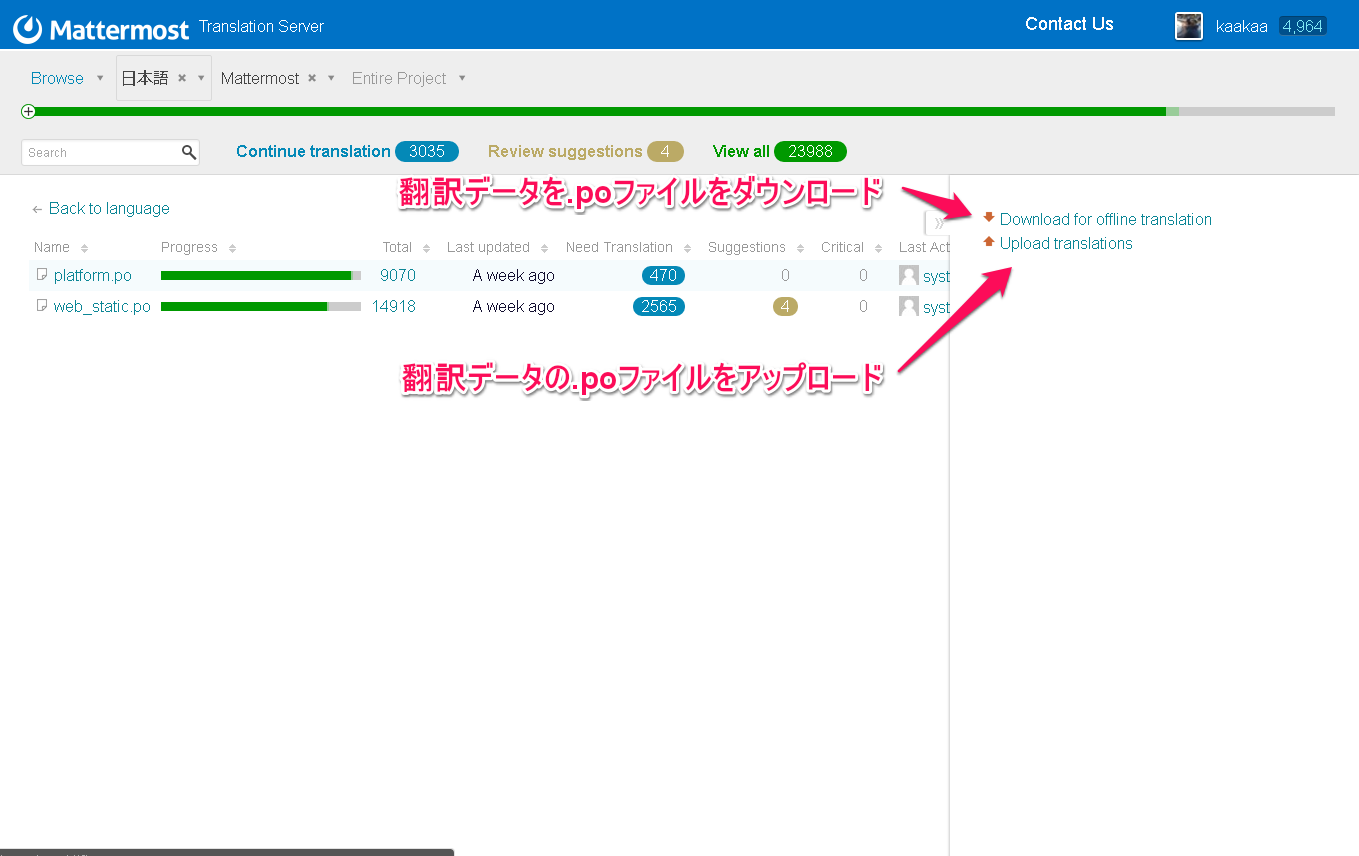 Mattermost Translation Server Contact Us kaakaa 4,964
Browse 日本語 Mattermost Entire Project
Search Continue translation 3035 Review suggestions 4 View all 23988
翻訳データを.poファイルをダウンロード
← Back to language
Download for offline translation
Upload translations
Name Progress Total Last updated Need Translation Suggestions Critical Last Act
platform.po 9070 A week ago 470 0 0 syst
web_static.po 14918 A week ago 2565 4 0 syst
翻訳データの.poファイルをアップロード